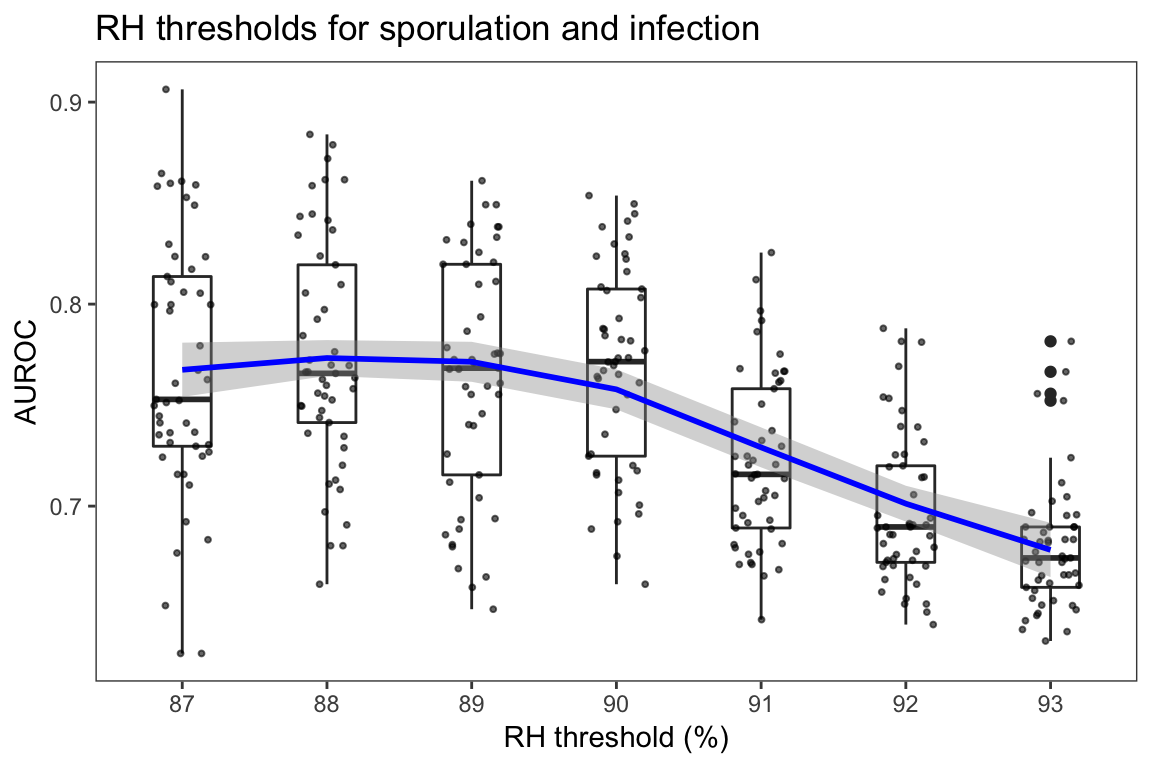 RH thresholds for sporulation and infection
AUROC
0.9
0.8
0.7
87 88 89 90 91 92 93
RH threshold (%)